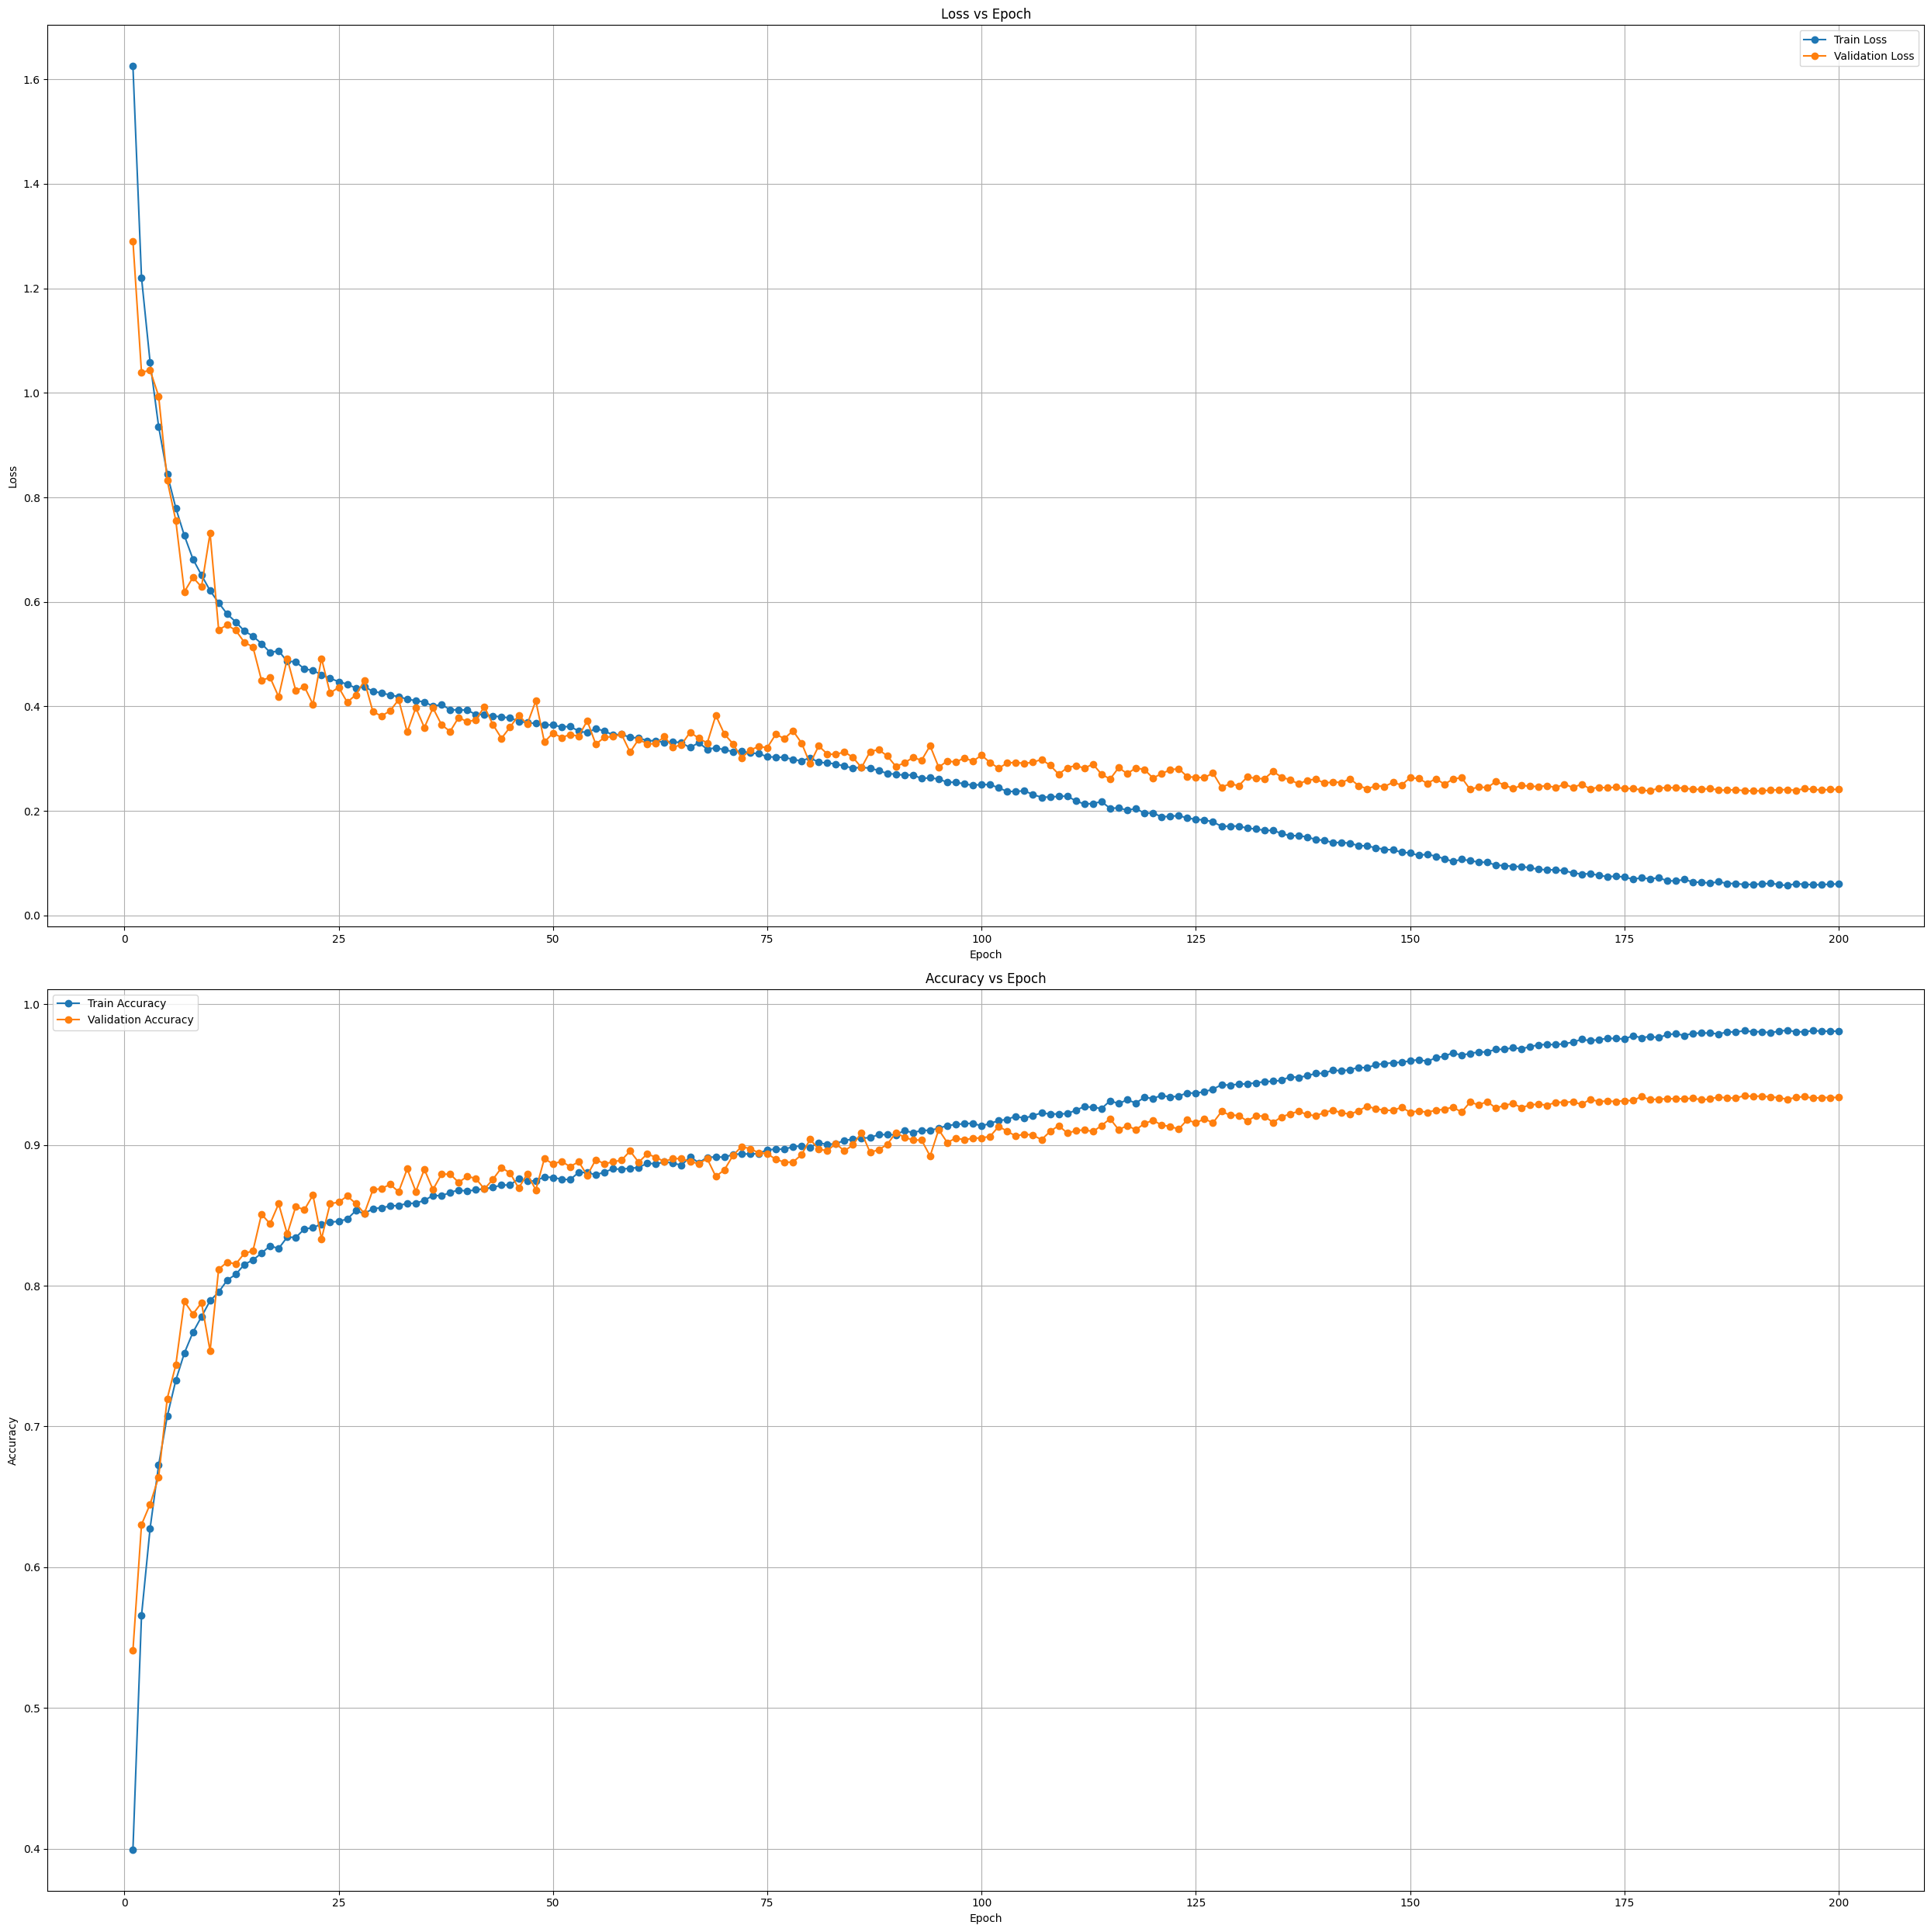 Loss vs Epoch
Train Loss
Validation Loss
1.6
1.4
1.2
1.0
0.8
0.6
0.4
0.2
0.0
Loss
0 25 50 75 100 125 150 175 200
Epoch
Accuracy vs Epoch
Train Accuracy
Validation Accuracy
1.0
0.9
0.8
0.7
0.6
0.5
0.4
Accuracy
0 25 50 75 100 125 150 175 200
Epoch